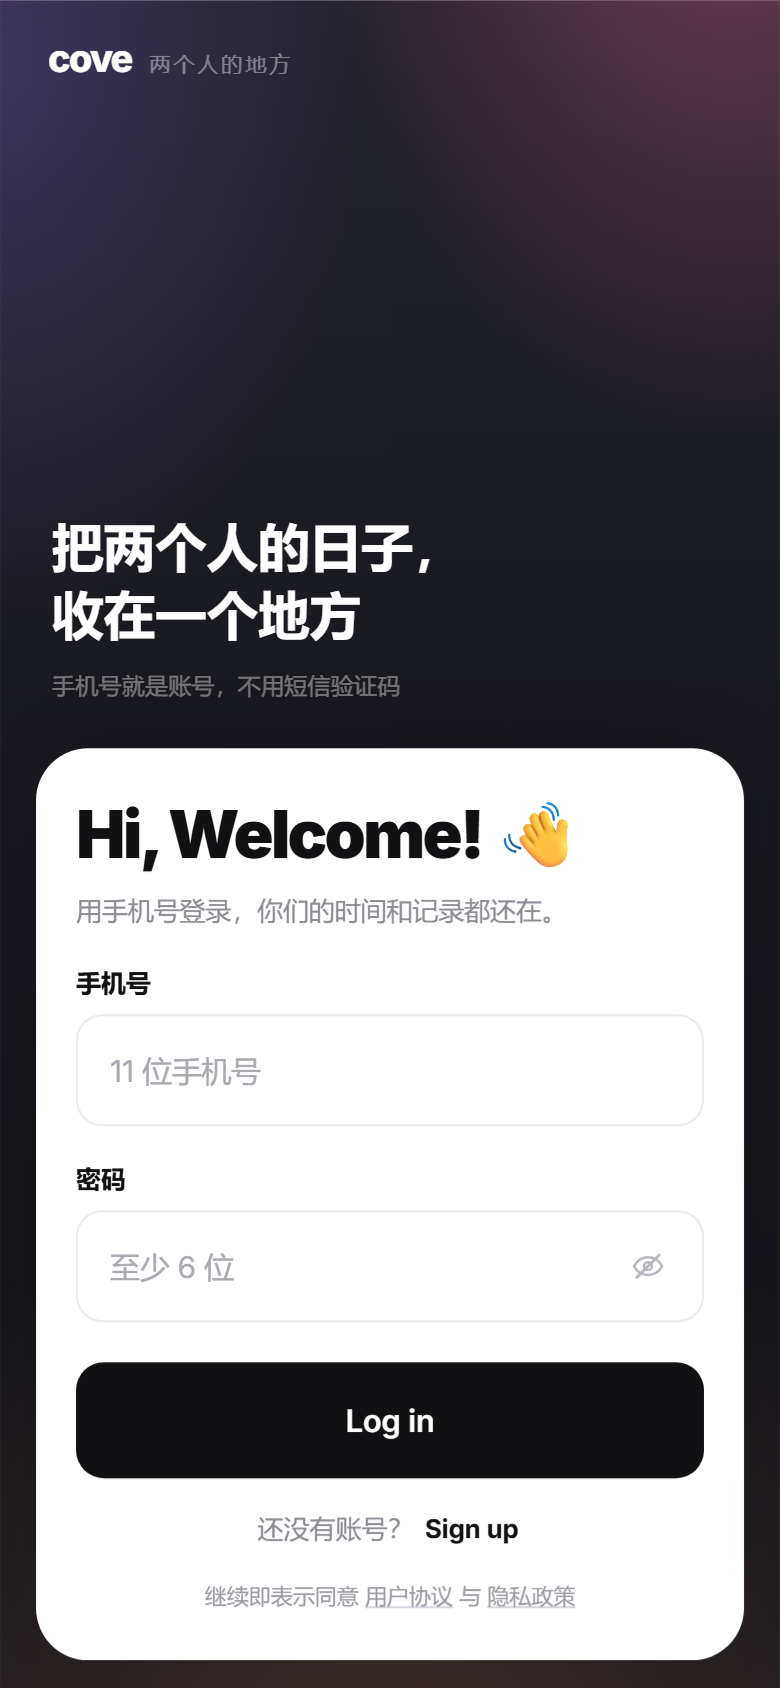 cove 两个人的地方
把两个人的日子，
收在一个地方
手机号就是账号，不用短信验证码
Hi, Welcome! 👋
用手机号登录，你们的时间和记录都还在。
手机号
11 位手机号
密码
至少 6 位
Log in
还没有账号？ Sign up
继续即表示同意 用户协议 与 隐私政策